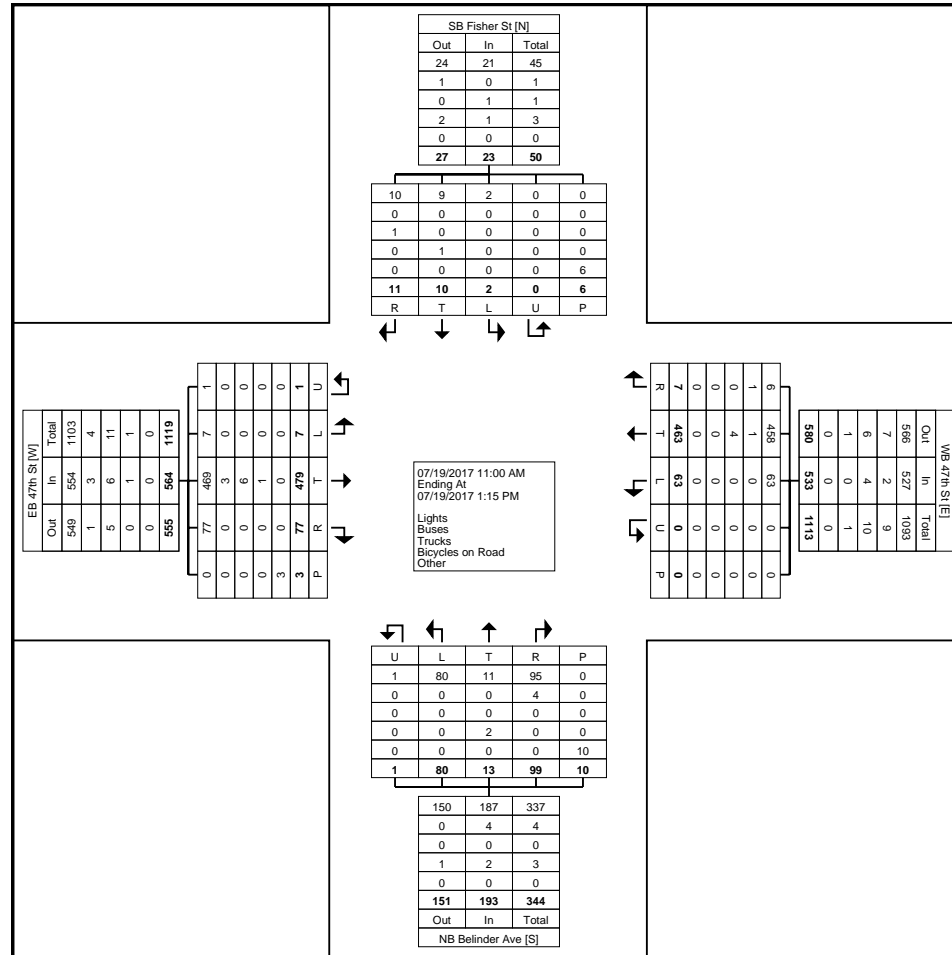 SB Fisher St [N]
Out In Total
24 21 45
1 0 1
0 1 1
2 1 3
0 0 0
27 23 50
10 9 2 0 0
0 0 0 0 0
1 0 0 0 0
0 1 0 0 0
0 0 0 0 6
11 10 2 0 6
R T L U P
EB 47th St [W]
Total In Out
1103 554 549
4 3 1
11 6 5
1 1 0
0 0 0
1119 564 555
1 7 469 77 0
0 0 3 0 0
0 0 6 0 0
0 0 1 0 0
0 0 0 0 3
1 7 479 77 3
U L T R P
07/19/2017 11:00 AM
Ending At
07/19/2017 1:15 PM
Lights
Buses
Trucks
Bicycles on Road
Other
R T L U P
7 463 63 0 0
0 0 0 0 0
0 1 0 0 0
0 4 0 0 0
1 1 0 0 0
6 458 63 0 0
580 533 1113
0 0 0
1 0 1
6 4 10
7 2 9
566 527 1093
Out In Total
WB 47th St [E]
U L T R P
1 80 11 95 0
0 0 0 4 0
0 0 0 0 0
0 0 2 0 0
0 0 0 0 10
1 80 13 99 10
150 187 337
0 4 4
0 0 0
1 2 3
0 0 0
151 193 344
Out In Total
NB Belinder Ave [S]